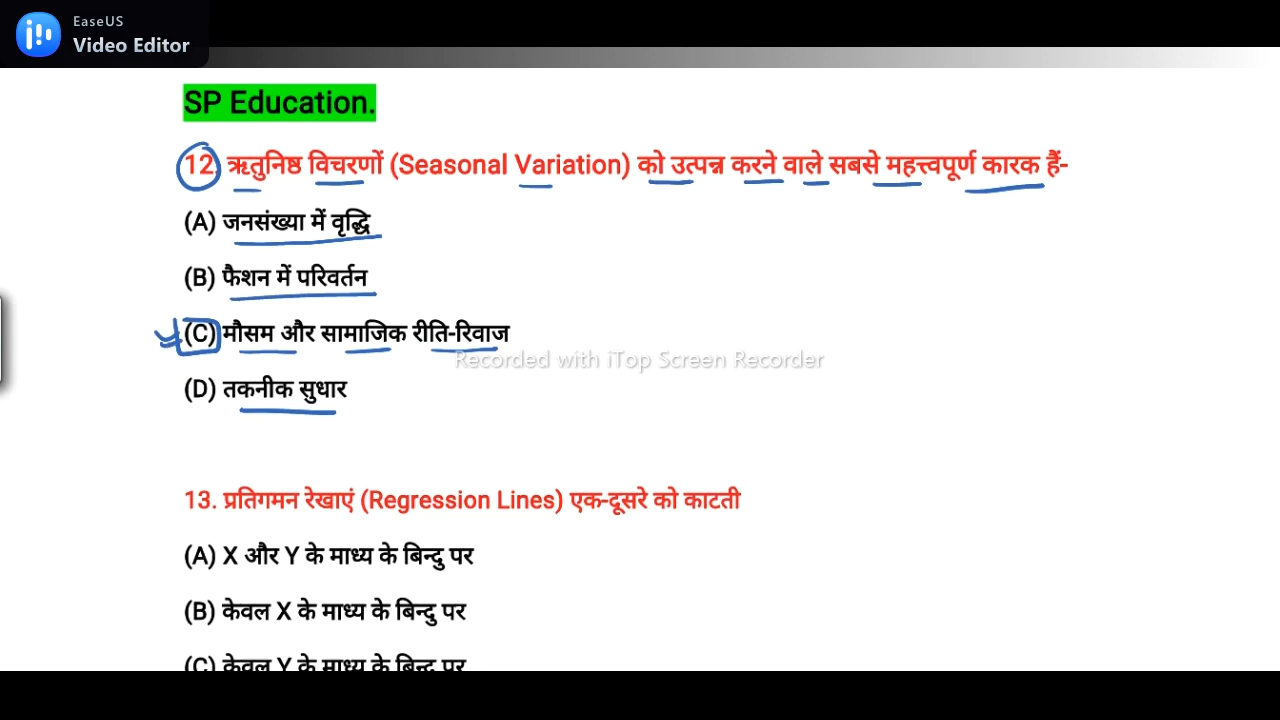 EaseUS
Video Editor
SP Education.
12. ऋतुनिष्ठ विचरणों (Seasonal Variation) को उत्पन्न करने वाले सबसे महत्त्वपूर्ण कारक हैं-
(A) जनसंख्या में वृद्धि
(B) फैशन में परिवर्तन
(C) मौसम और सामाजिक रीति-रिवाज
Recorded with iTop Screen Recorder
(D) तकनीक सुधार
13. प्रतिगमन रेखाएं (Regression Lines) एक-दूसरे को काटती
(A) X और Y के माध्य के बिन्दु पर
(B) केवल X के माध्य के बिन्दु पर
(C) केवल Y के माध्य के बिन्दु पर